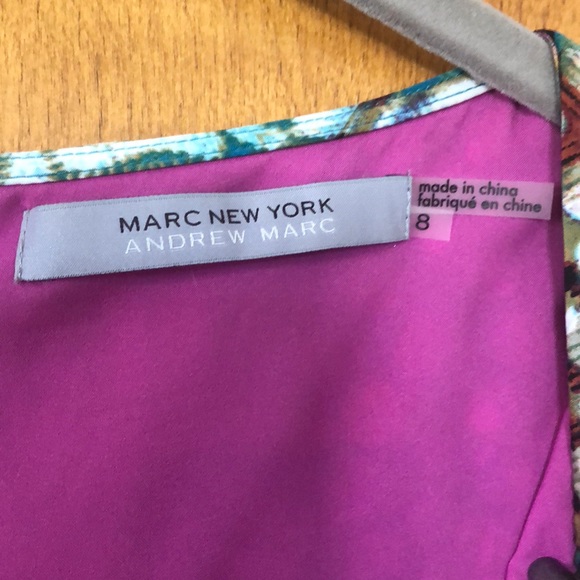 MARC NEW YORK
ANDREW MARC
made in china
fabriqué en chine
8